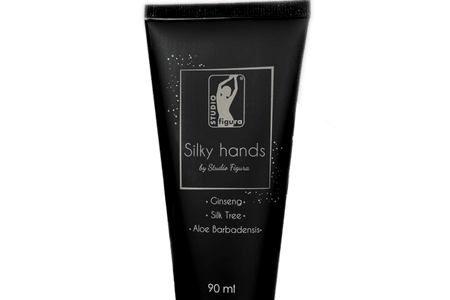 STUDIO
figura
®
Silky hands
by Studio Figura
• Ginseng •
• Silk Tree •
• Aloe Barbadensis •
90 ml